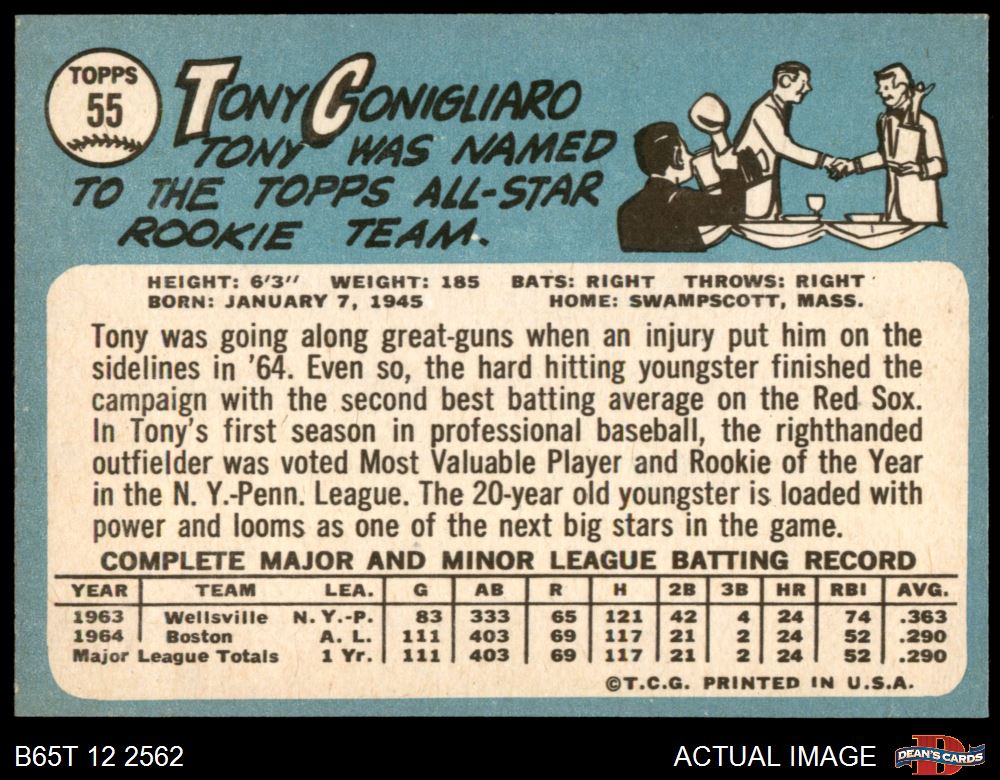 TOPPS
55
TONY CONIGLIARO
TONY WAS NAMED
TO THE TOPPS ALL-STAR
ROOKIE TEAM.
HEIGHT: 6'3" WEIGHT: 185 BATS: RIGHT THROWS: RIGHT
BORN: JANUARY 7, 1945 HOME: SWAMPSCOTT, MASS.
Tony was going along great-guns when an injury put him on the
sidelines in '64. Even so, the hard hitting youngster finished the
campaign with the second best batting average on the Red Sox.
In Tony's first season in professional baseball, the righthanded
outfielder was voted Most Valuable Player and Rookie of the Year
in the N. Y.-Penn. League. The 20-year old youngster is loaded with
power and looms as one of the next big stars in the game.
COMPLETE MAJOR AND MINOR LEAGUE BATTING RECORD
YEAR TEAM LEA. G AB R H 2B 3B HR RBI AVG.
1963 Wellsville N. Y.-P. 83 333 65 121 42 4 24 74 .363
1964 Boston A. L. 111 403 69 117 21 2 24 52 .290
Major League Totals 1 Yr. 111 403 69 117 21 2 24 52 .290
©T.C.G. PRINTED IN U.S.A.
B65T 12 2562 ACTUAL IMAGE DEAN'S CARDS